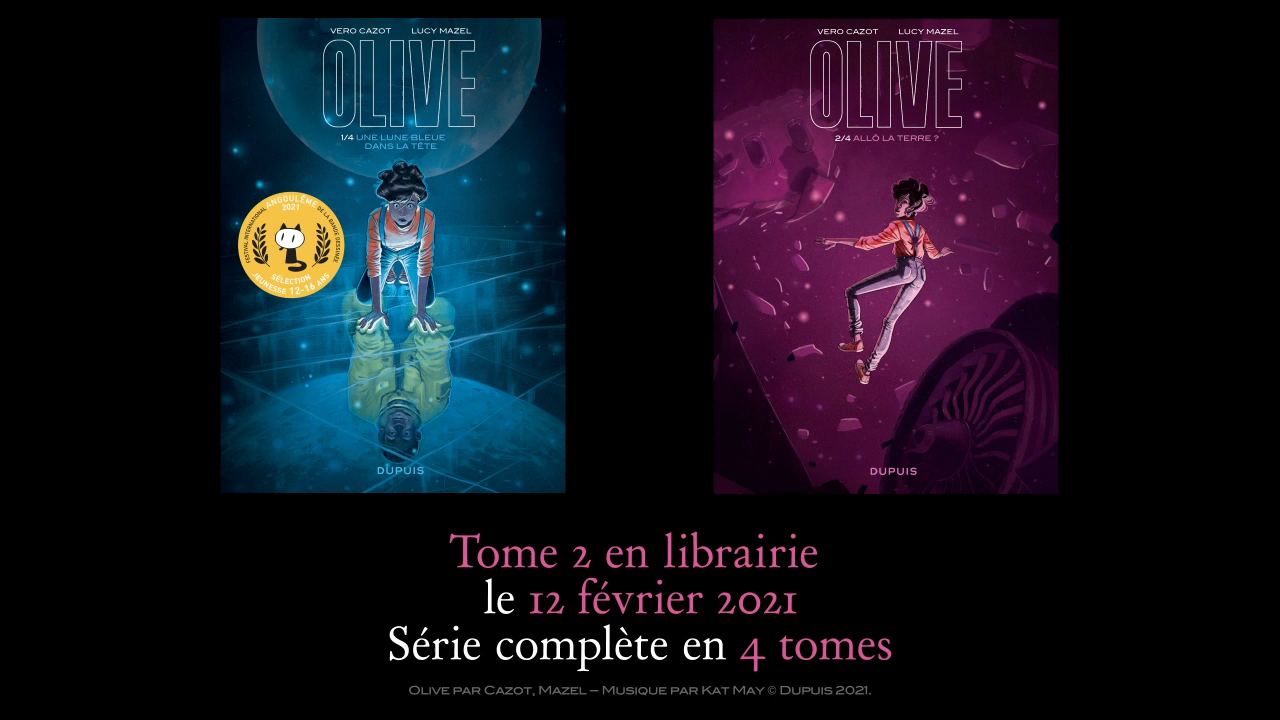 VERO CAZOT LUCY MAZEL
OLIVE
1/4 UNE LUNE BLEUE
DANS LA TÊTE
FESTIVAL INTERNATIONAL ANGOULÊME DE LA BANDE DESSINÉE
2021
SÉLECTION
JEUNESSE 12-16 ANS
DUPUIS
VERO CAZOT LUCY MAZEL
OLIVE
2/4 ALLÔ LA TERRE ?
DUPUIS
Tome 2 en librairie
le 12 février 2021
Série complète en 4 tomes
OLIVE PAR CAZOT, MAZEL – MUSIQUE PAR KAT MAY © DUPUIS 2021.